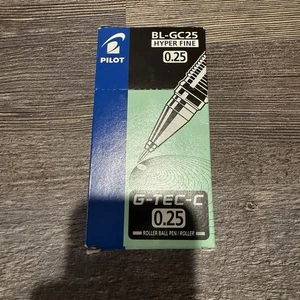 PILOT
BL-GC25
HYPER FINE
0.25
G-TEC-C
0.25
ROLLER BALL PEN / ROLLER